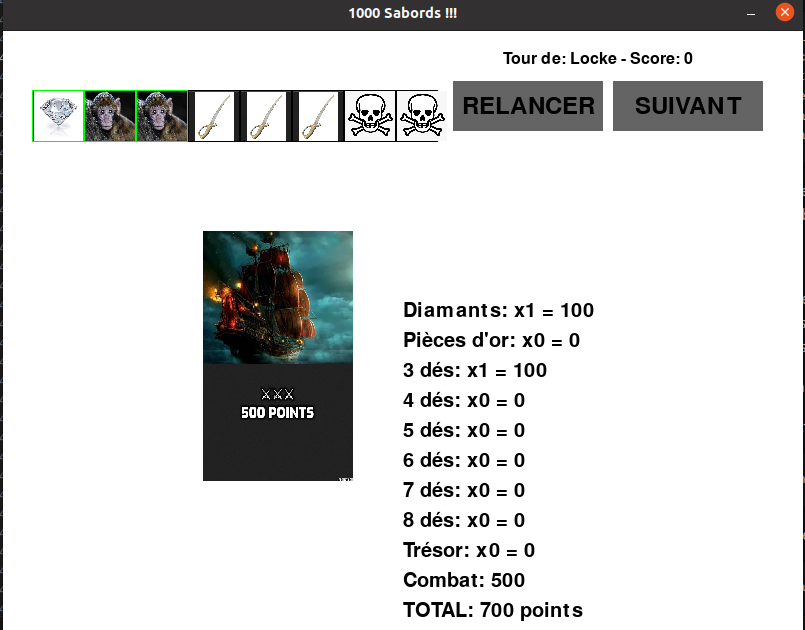 1000 Sabords !!!
Tour de: Locke - Score: 0
RELANCER
SUIVANT
500 POINTS
Diamants: x1 = 100
Pièces d'or: x0 = 0
3 dés: x1 = 100
4 dés: x0 = 0
5 dés: x0 = 0
6 dés: x0 = 0
7 dés: x0 = 0
8 dés: x0 = 0
Trésor: x0 = 0
Combat: 500
TOTAL: 700 points